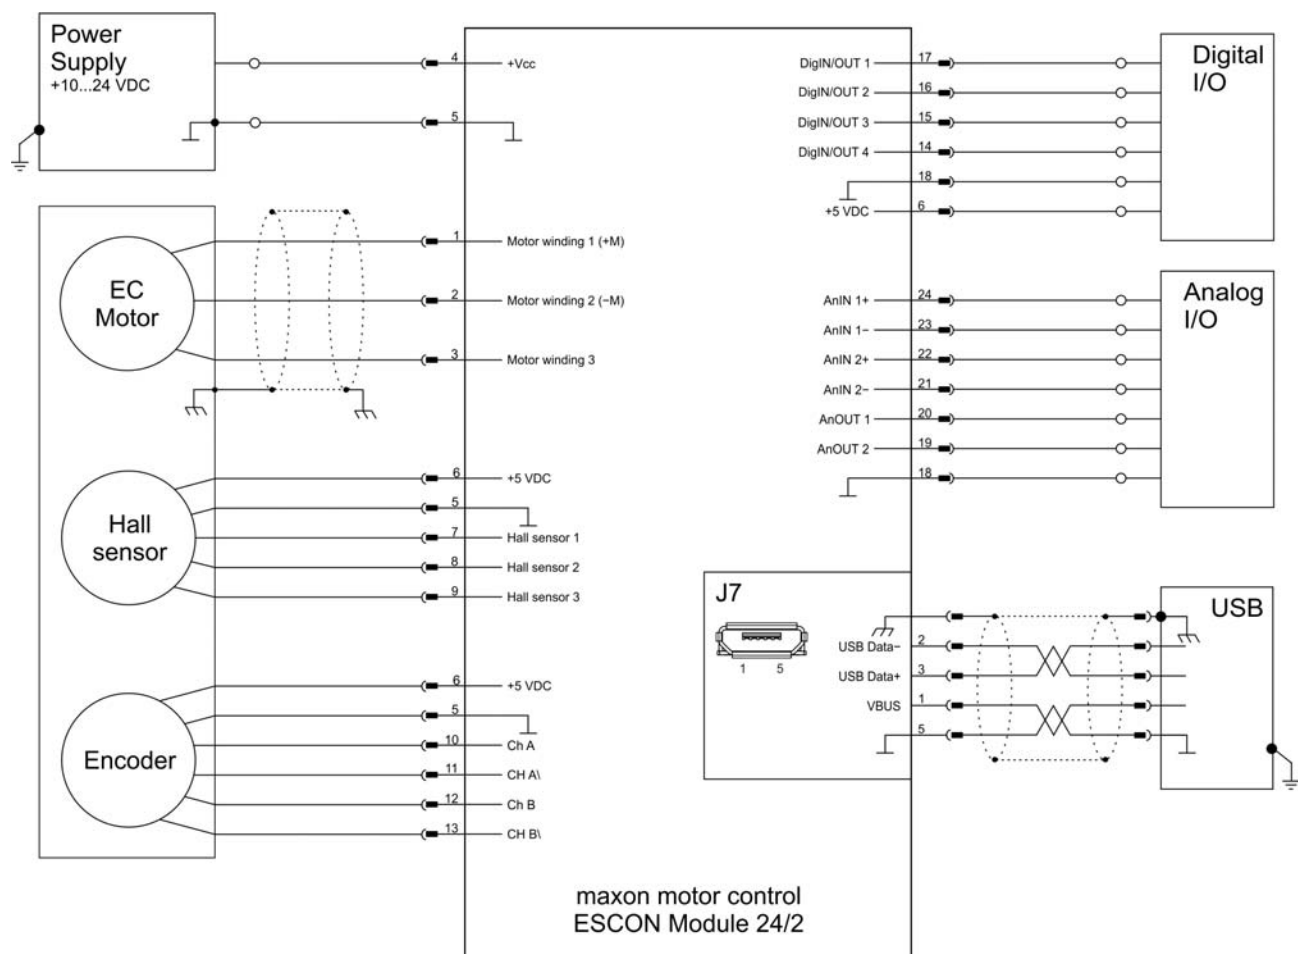 Power
Supply
+10...24 VDC
4 +Vcc
5
EC
Motor
1 Motor winding 1 (+M)
2 Motor winding 2 (−M)
3 Motor winding 3
Hall
sensor
6 +5 VDC
5
7 Hall sensor 1
8 Hall sensor 2
9 Hall sensor 3
Encoder
6 +5 VDC
5
10 Ch A
11 CH A\
12 Ch B
13 CH B\
Digital
I/O
DigIN/OUT 1 17
DigIN/OUT 2 16
DigIN/OUT 3 15
DigIN/OUT 4 14
18
+5 VDC 6
Analog
I/O
AnIN 1+ 24
AnIN 1− 23
AnIN 2+ 22
AnIN 2− 21
AnOUT 1 20
AnOUT 2 19
18
J7
1 5
USB
USB Data− 2
USB Data+ 3
VBUS 1
5
maxon motor control
ESCON Module 24/2